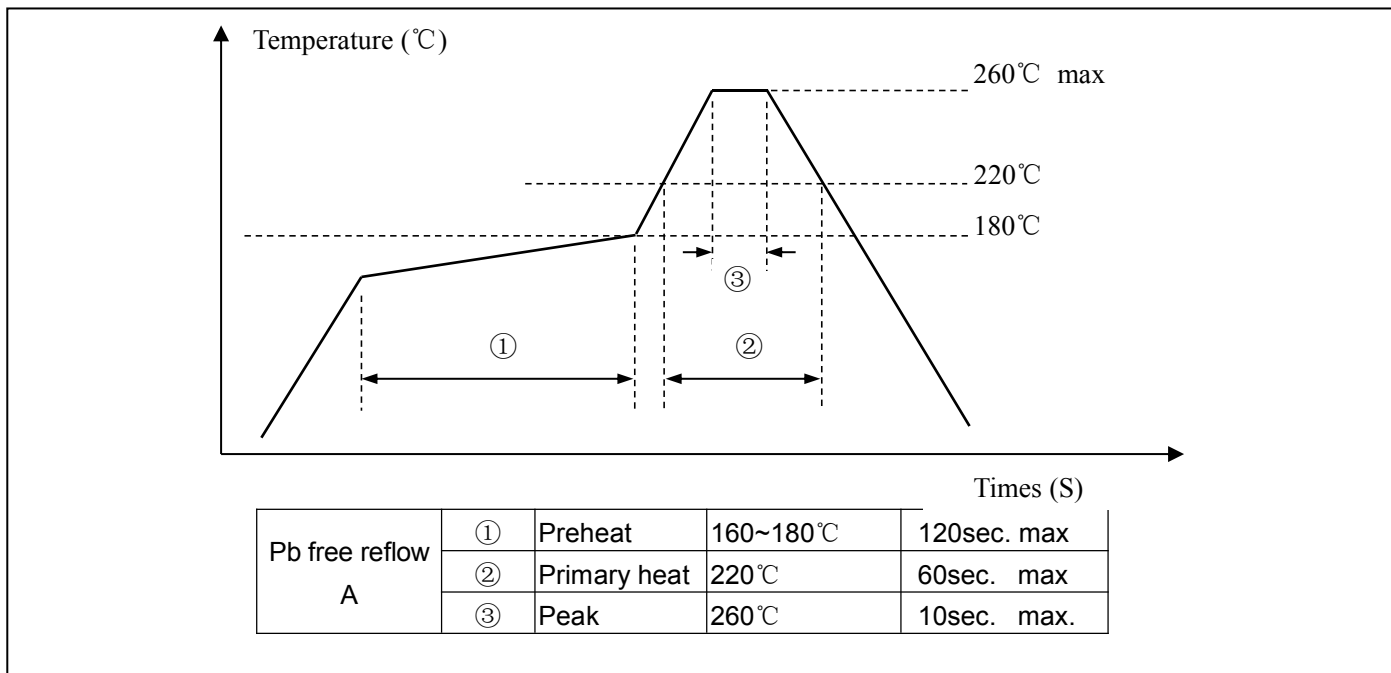 Temperature (℃)
260℃ max
220℃
180℃
③
①
②
Times (S)
Pb free reflow
A
① Preheat 160~180℃ 120sec. max
② Primary heat 220℃ 60sec. max
③ Peak 260℃ 10sec. max.